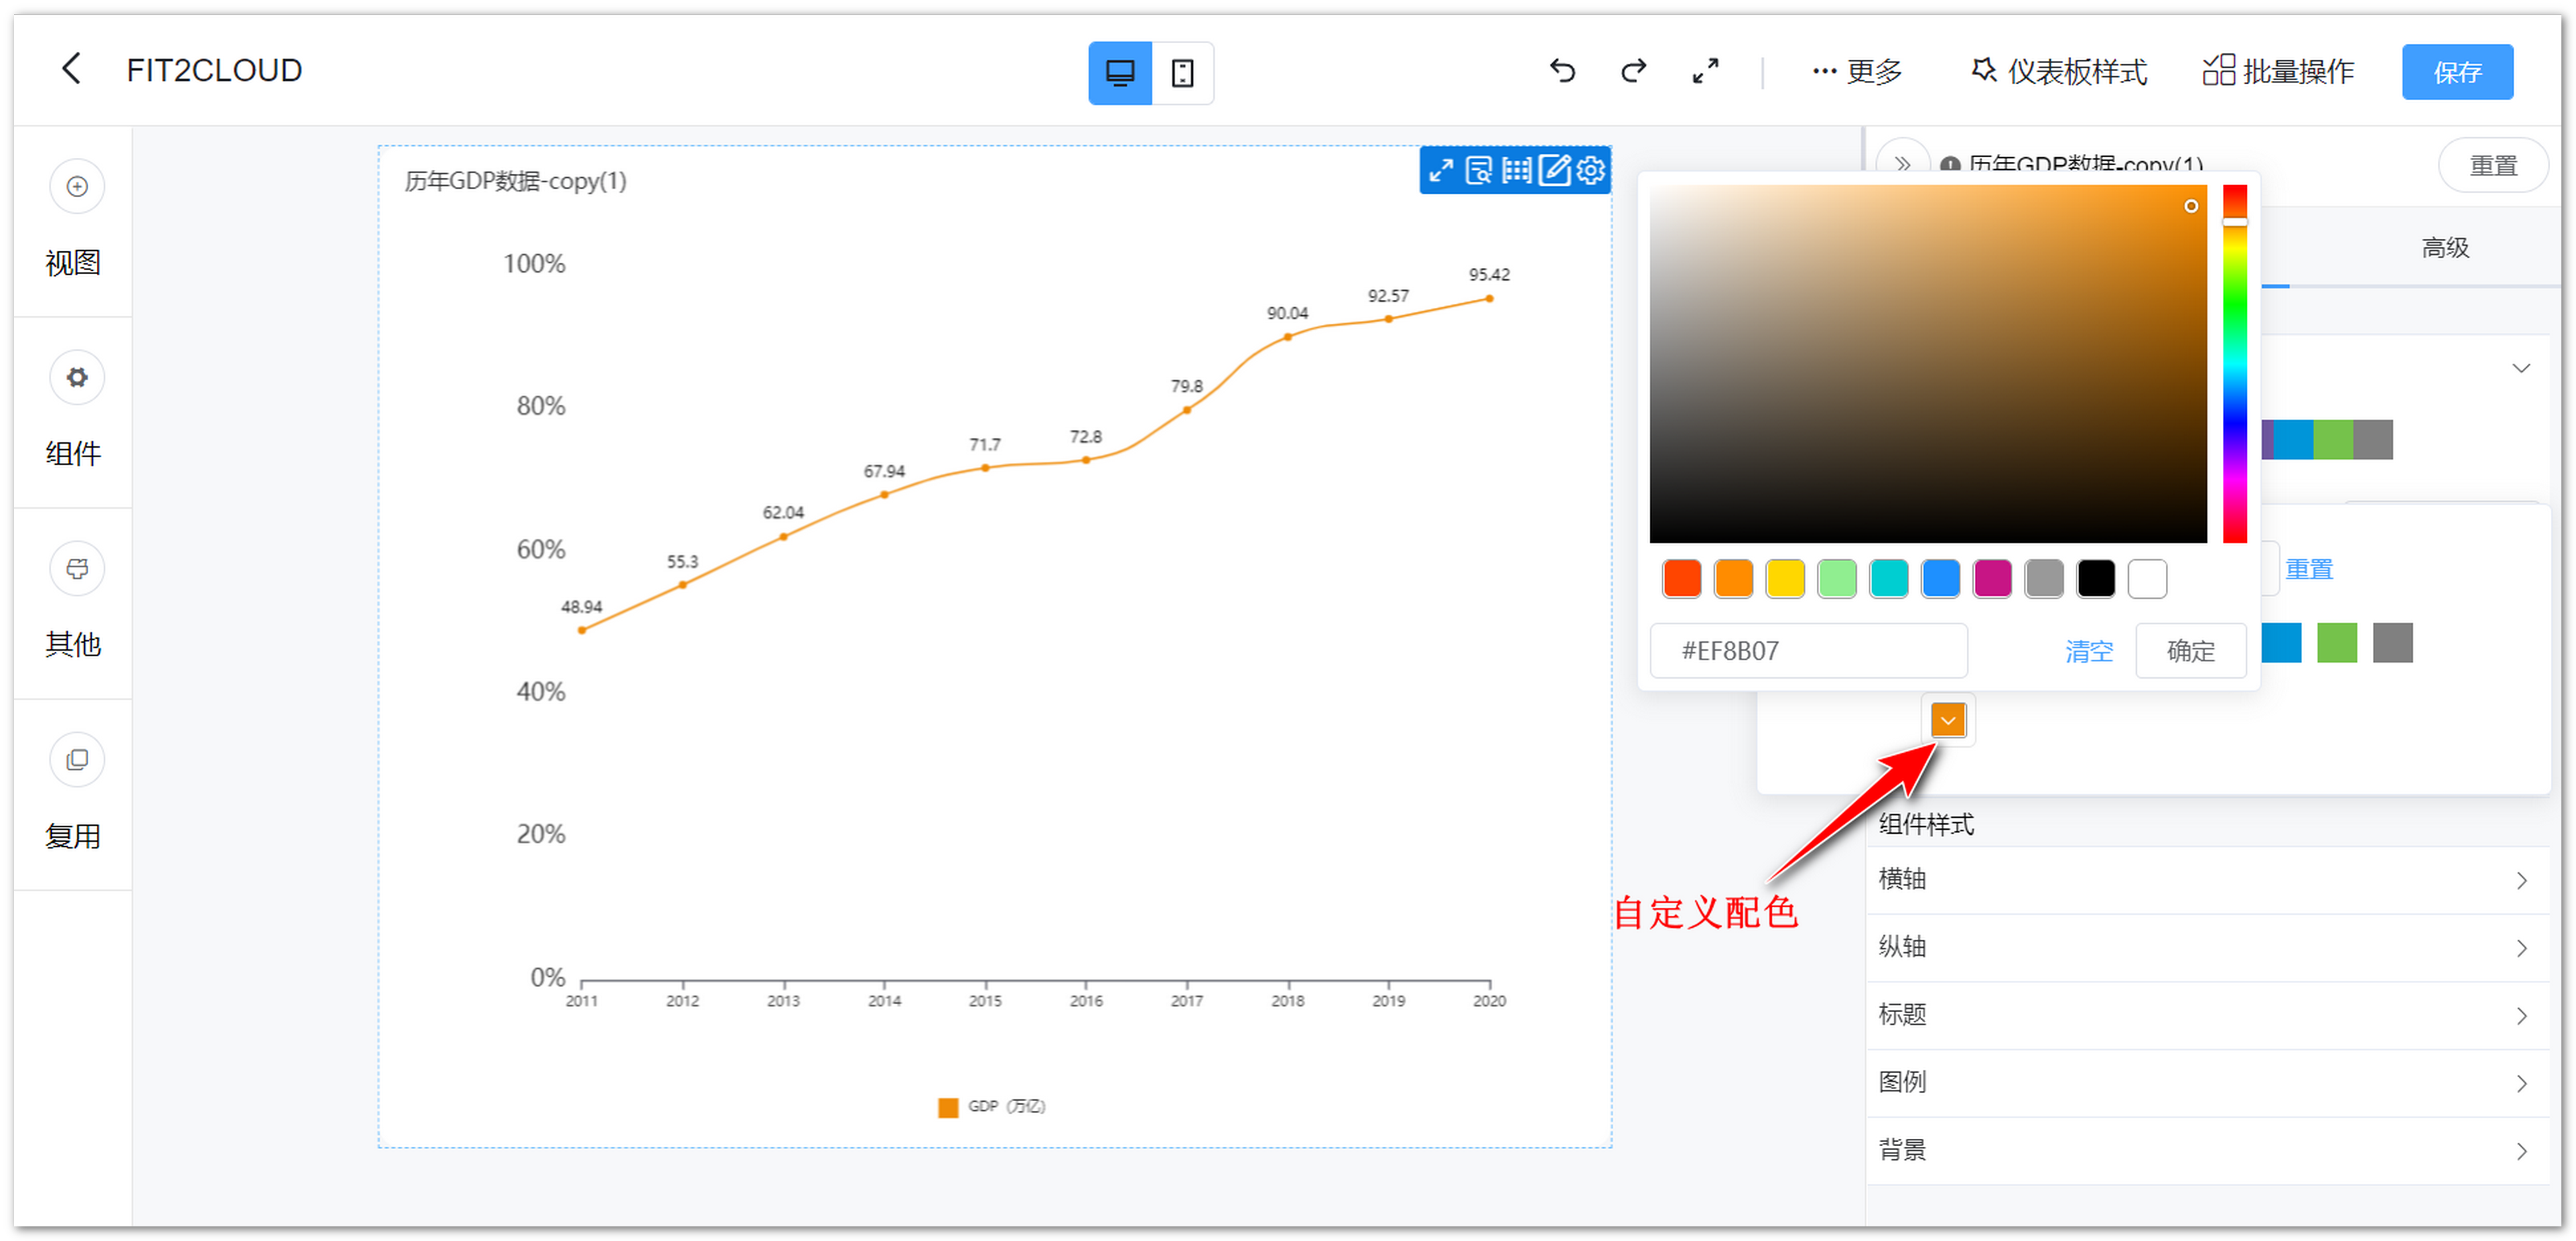 FIT2CLOUD
更多
仪表板样式
批量操作
保存
视图
组件
其他
复用
历年GDP数据-copy(1)
100%
80%
60%
40%
20%
0%
48.94
55.3
62.04
67.94
71.7
72.8
79.8
90.04
92.57
95.42
2011
2012
2013
2014
2015
2016
2017
2018
2019
2020
GDP（万亿）
历年GDP数据-copy(1)
重置
高级
重置
#EF8B07
清空
确定
自定义配色
组件样式
横轴
纵轴
标题
图例
背景